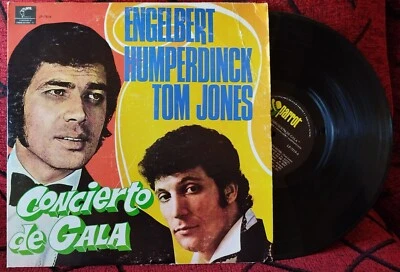 ENGELBERT
HUMPERDINCK
TOM JONES
Concierto
de GALA
parrot